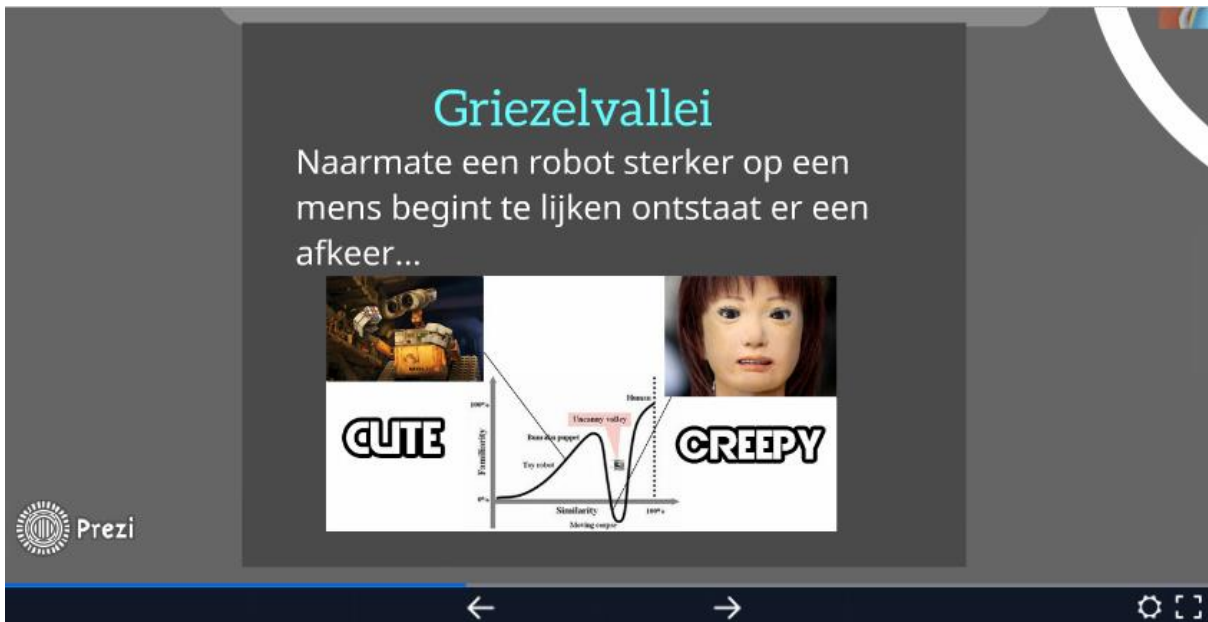 Griezelvallei
Naarmate een robot sterker op een
mens begint te lijken ontstaat er een
afkeer...
CUTE
CREEPY
Human
100%
Uncanny valley
Bunraku puppet
Familiarity
Toy robot
0%
Similarity
100%
Moving corpse
Prezi